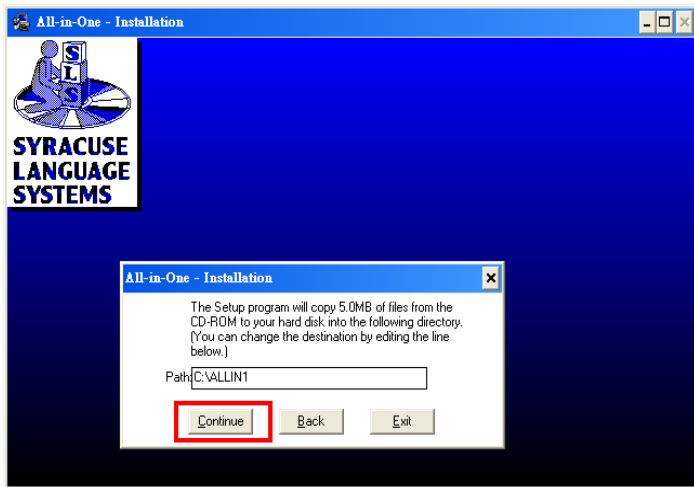 All-in-One - Installation
SLS
SYRACUSE
LANGUAGE
SYSTEMS
All-in-One - Installation
The Setup program will copy 5.0MB of files from the
CD-ROM to your hard disk into the following directory.
(You can change the destination by editing the line
below.)
Path: C:\ALLIN1
Continue Back Exit